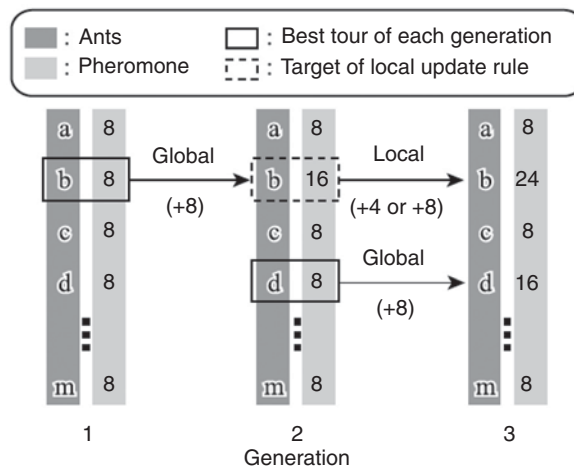 : Ants
: Best tour of each generation
: Pheromone
: Target of local update rule
a 8
a 8
a 8
b 8
Global
(+8)
b 16
Local
(+4 or +8)
b 24
c 8
c 8
c 8
d 8
d 8
Global
(+8)
d 16
m 8
m 8
m 8
1
2
3
Generation